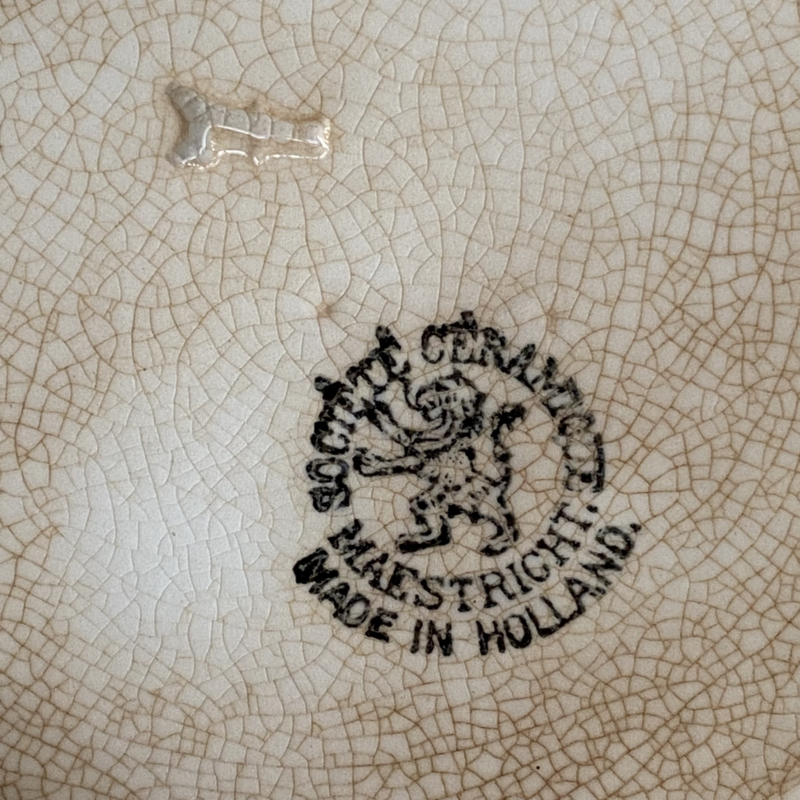 SOCIÉTÉ CÉRAMIQUE
MAESTRICHT.
MADE IN HOLLAND.